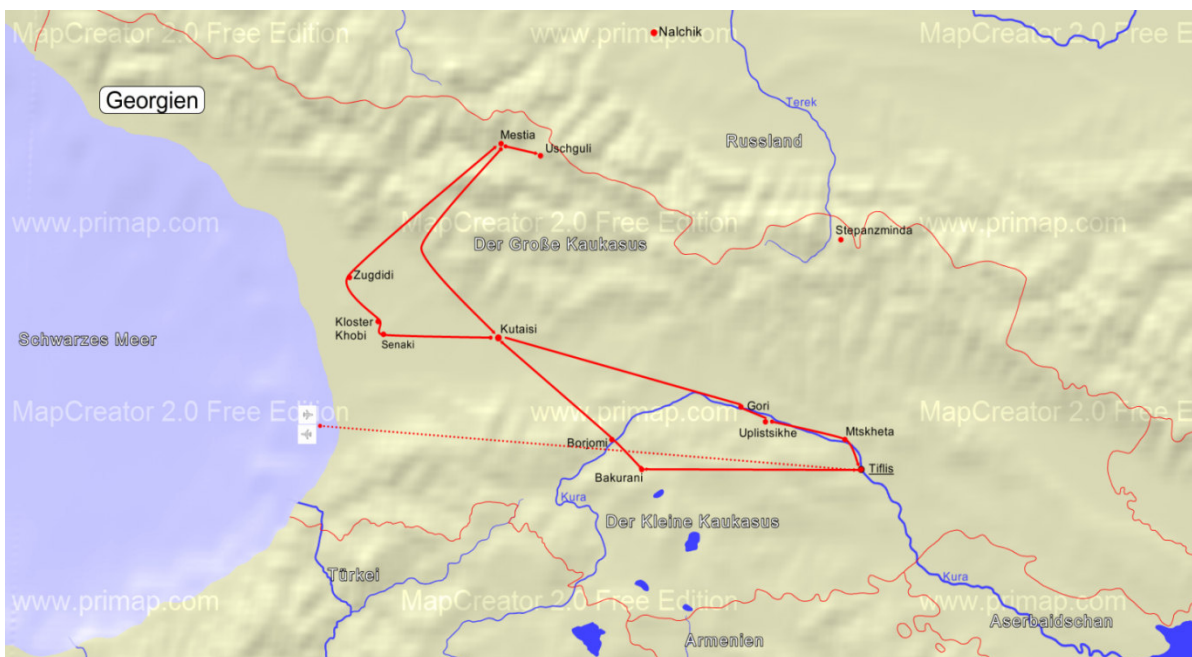 MapCreator 2.0 Free Edition
www.primap.com
MapCreator 2.0 Free E
Nalchik
Georgien
Terek
Mestia
Uschguli
Russland
www.primap.com
MapCreator 2.0 Free Edition
www.primap.com
Stepanzminda
Der Große Kaukasus
Zugdidi
Kloster
Khobi
Senaki
Kutaisi
Schwarzes Meer
MapCreator 2.0 Free Edition
www.primap.com
MapCreator 2.0 Free E
Gori
Uplistsikhe
Mtskheta
Borjomi
Bakurani
Tiflis
Kura
Der Kleine Kaukasus
Türkei
Kura
www.primap.com
MapCreator 2.0 Free Edition
www.primap.com
Aserbaidschan
Armenien